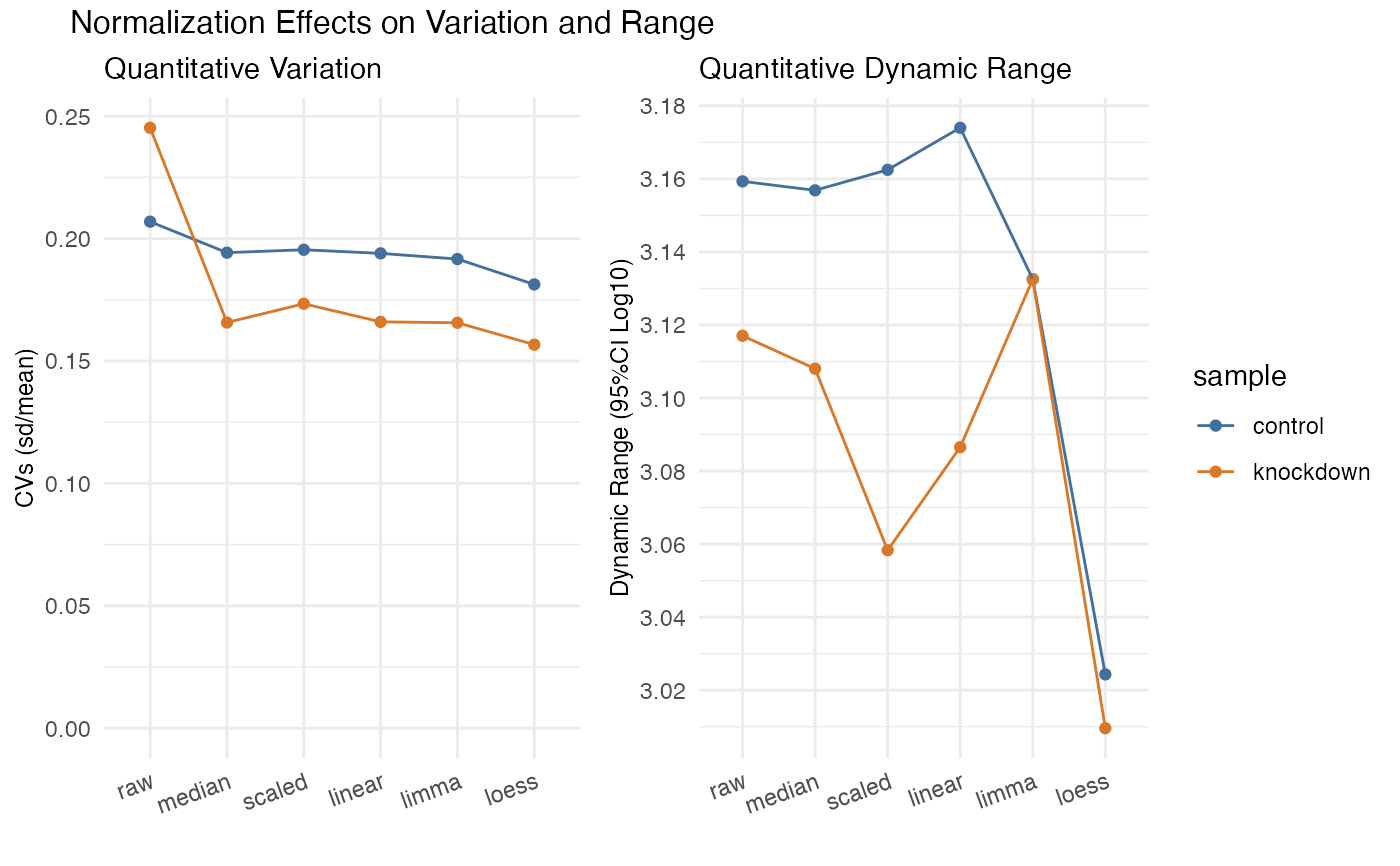 Normalization Effects on Variation and Range
Quantitative Variation
CVs (sd/mean)
0.25
0.20
0.15
0.10
0.05
0.00
raw
median
scaled
linear
limma
loess
Quantitative Dynamic Range
Dynamic Range (95%CI Log10)
3.18
3.16
3.14
3.12
3.10
3.08
3.06
3.04
3.02
raw
median
scaled
linear
limma
loess
sample
control
knockdown